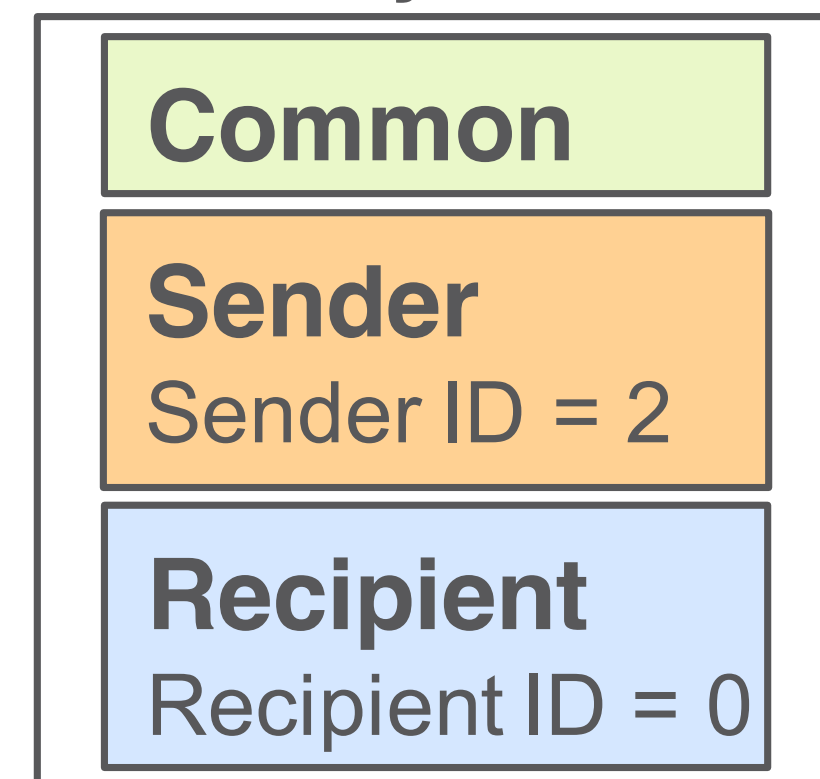 Common
Sender
Sender ID = 2
Recipient
Recipient ID = 0